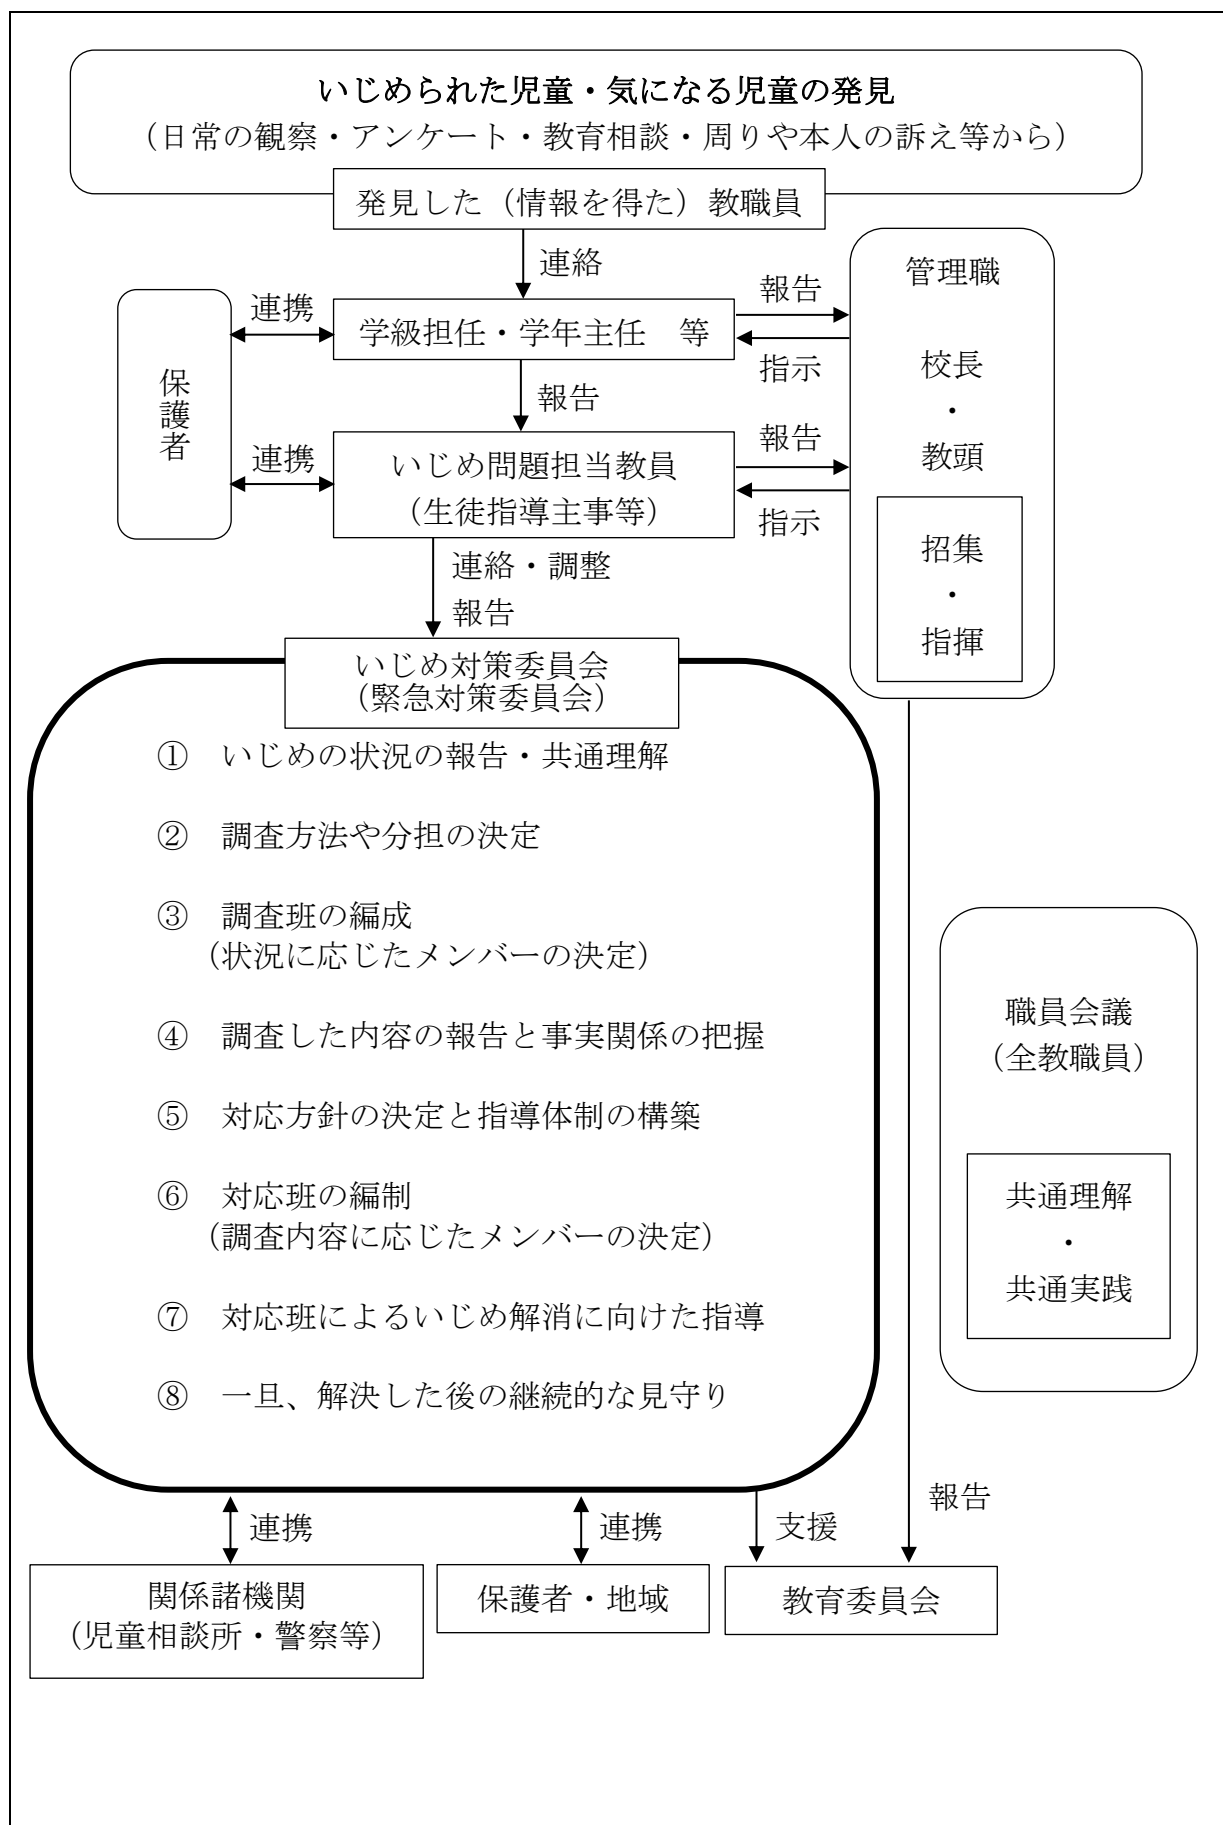 いじめられた児童・気になる児童の発見
（日常の観察・アンケート・教育相談・周りや本人の訴え等から）
発見した（情報を得た）教職員
連絡
管理職
連携
報告
学級担任・学年主任　等
指示
校長
・
教頭
保護者
報告
連携
報告
いじめ問題担当教員
（生徒指導主事等）
指示
招集
・
指揮
連絡・調整
報告
いじめ対策委員会
（緊急対策委員会）
①　いじめの状況の報告・共通理解
②　調査方法や分担の決定
③　調査班の編成
（状況に応じたメンバーの決定）
④　調査した内容の報告と事実関係の把握
⑤　対応方針の決定と指導体制の構築
⑥　対応班の編制
（調査内容に応じたメンバーの決定）
⑦　対応班によるいじめ解消に向けた指導
⑧　一旦、解決した後の継続的な見守り
職員会議
（全教職員）
共通理解
・
共通実践
報告
連携
連携
支援
関係諸機関
（児童相談所・警察等）
保護者・地域
教育委員会